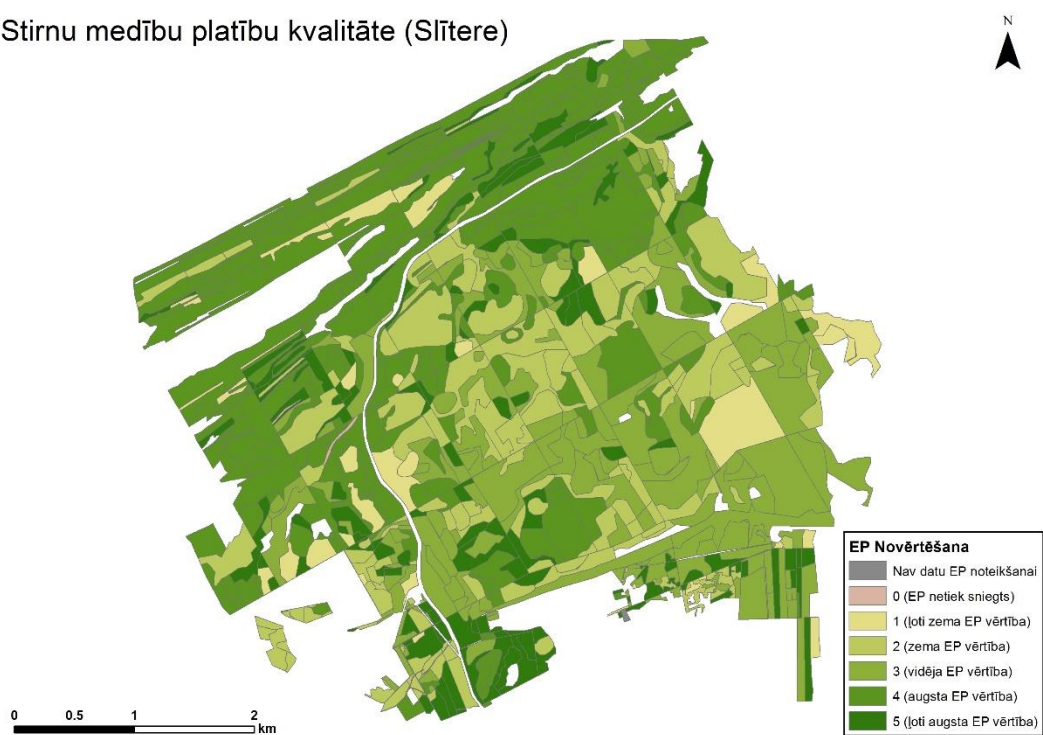 Stirnu medību platību kvalitāte (Slītere)
N
EP Novērtēšana
Nav datu EP noteikšanai
0 (EP netiek sniegts)
1 (ļoti zema EP vērtība)
2 (zema EP vērtība)
3 (vidēja EP vērtība)
4 (augsta EP vērtība)
5 (ļoti augsta EP vērtība)
0 0.5 1 2
km